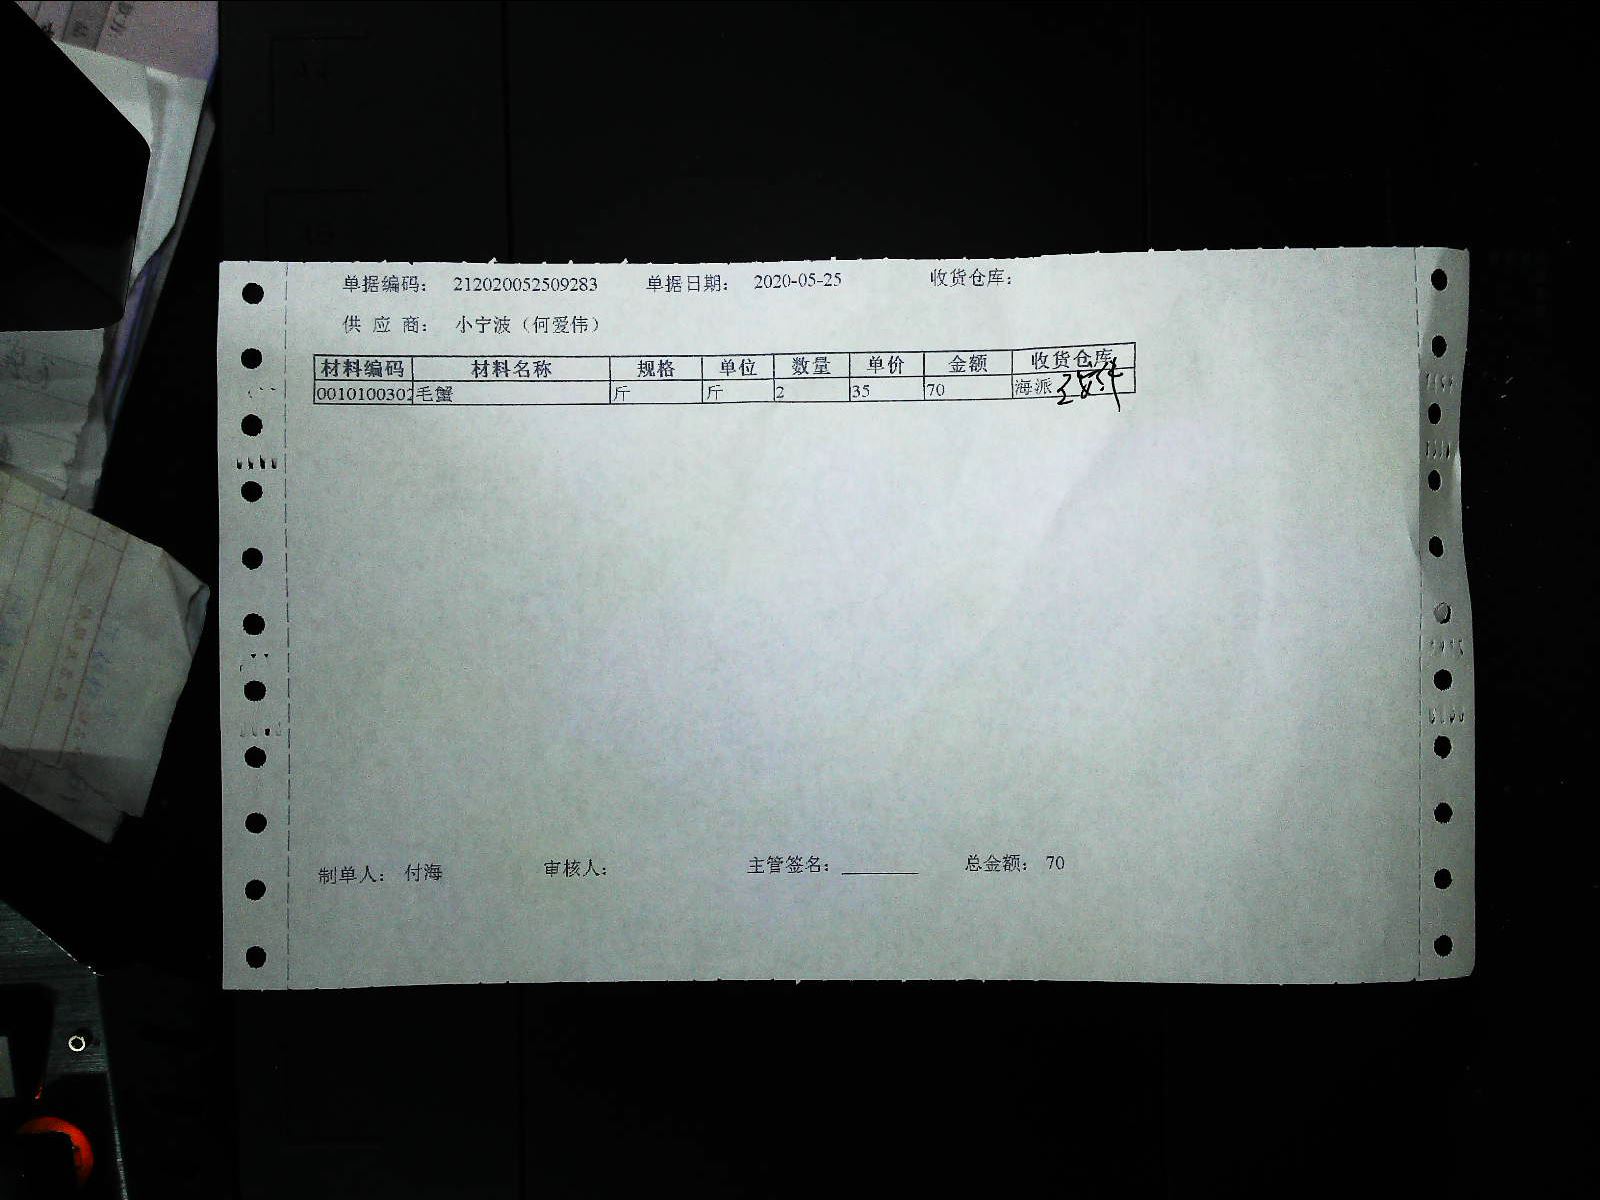 单据编码： 212020052509283 单据日期： 2020-05-25 收货仓库：
供 应 商： 小宁波（何爱伟）
材料编码 材料名称 规格 单位 数量 单价 金额 收货仓库
0010100302 毛蟹 斤 斤 2 35 70 海派
制单人： 付海 审核人： 主管签名： 总金额： 70